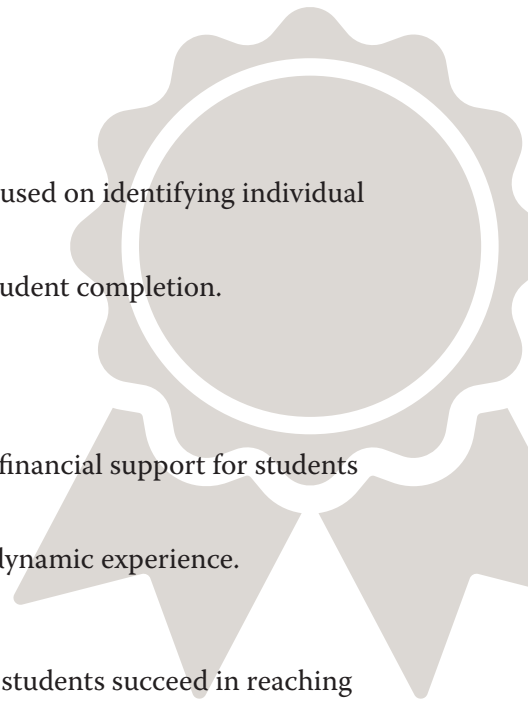 used on identifying individual
udent completion.
financial support for students
dynamic experience.
students succeed in reaching